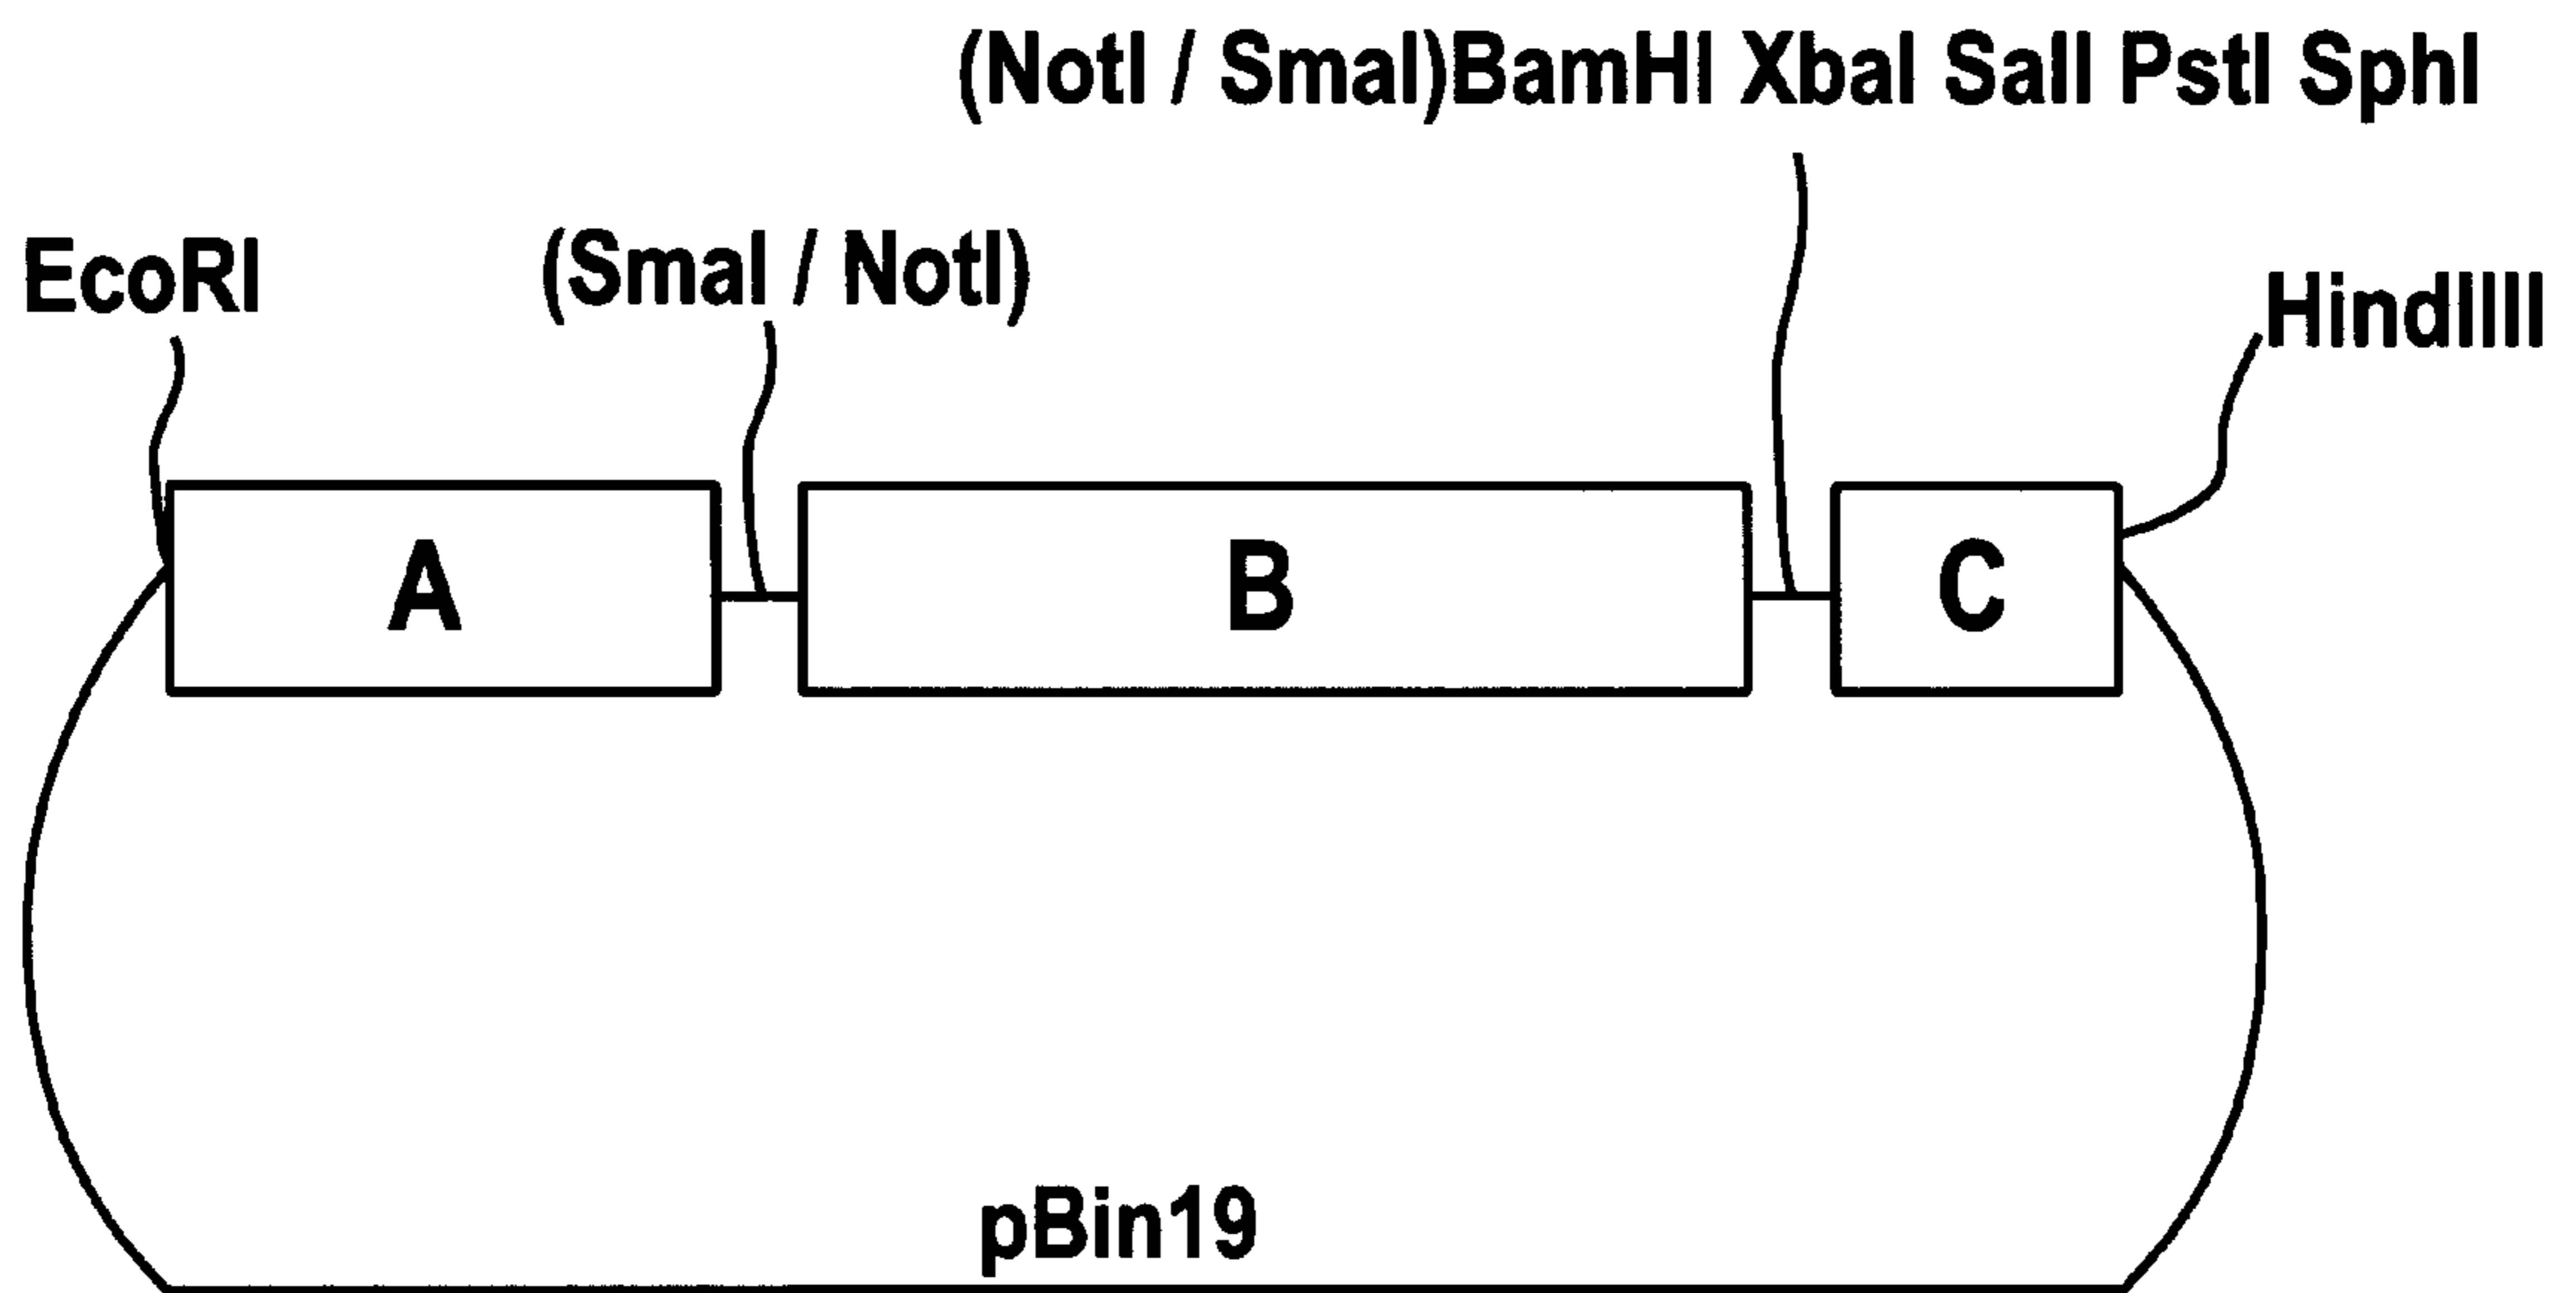 (NotI / SmaI)BamHI XbaI SalI PstI SphI
EcoRI
(SmaI / NotI)
HindIIII
A
B
C
pBin19